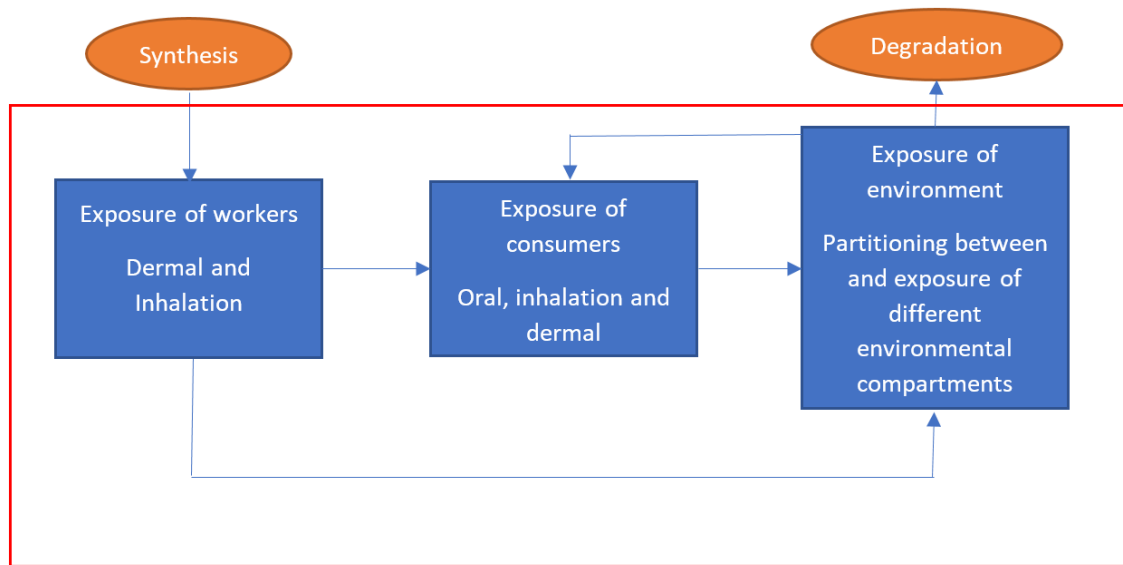 Synthesis
Degradation
Exposure of workers
Dermal and
Inhalation
Exposure of
consumers
Oral, inhalation and
dermal
Exposure of
environment
Partitioning between
and exposure of
different
environmental
compartments